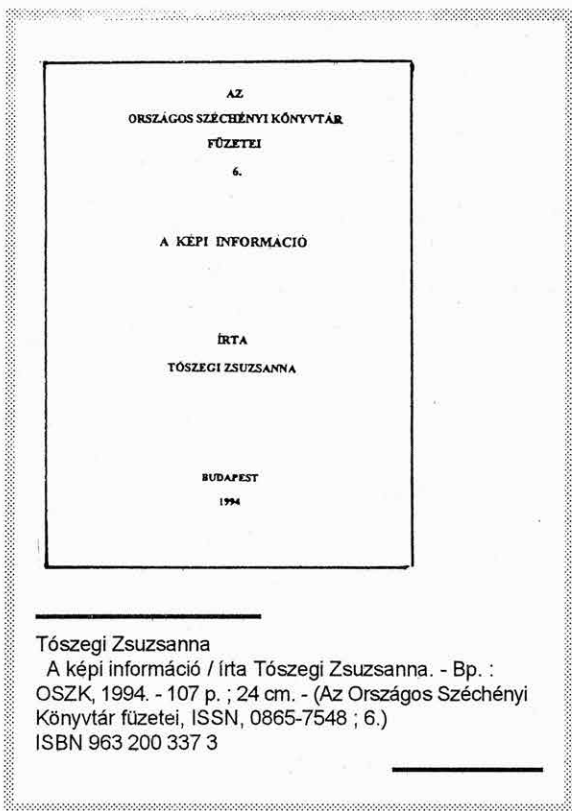 AZ
ORSZÁGOS SZÉCHÉNYI KÖNYVTÁR
FÜZETEI
6.
A KÉPI INFORMÁCIÓ
ÍRTA
TÓSZEGI ZSUZSANNA
BUDAPEST
1994
Tószegi Zsuzsanna
A képi információ / írta Tószegi Zsuzsanna. - Bp. :
OSZK, 1994. - 107 p. ; 24 cm. - (Az Országos Széchényi
Könyvtár füzetei, ISSN, 0865-7548 ; 6.)
ISBN 963 200 337 3